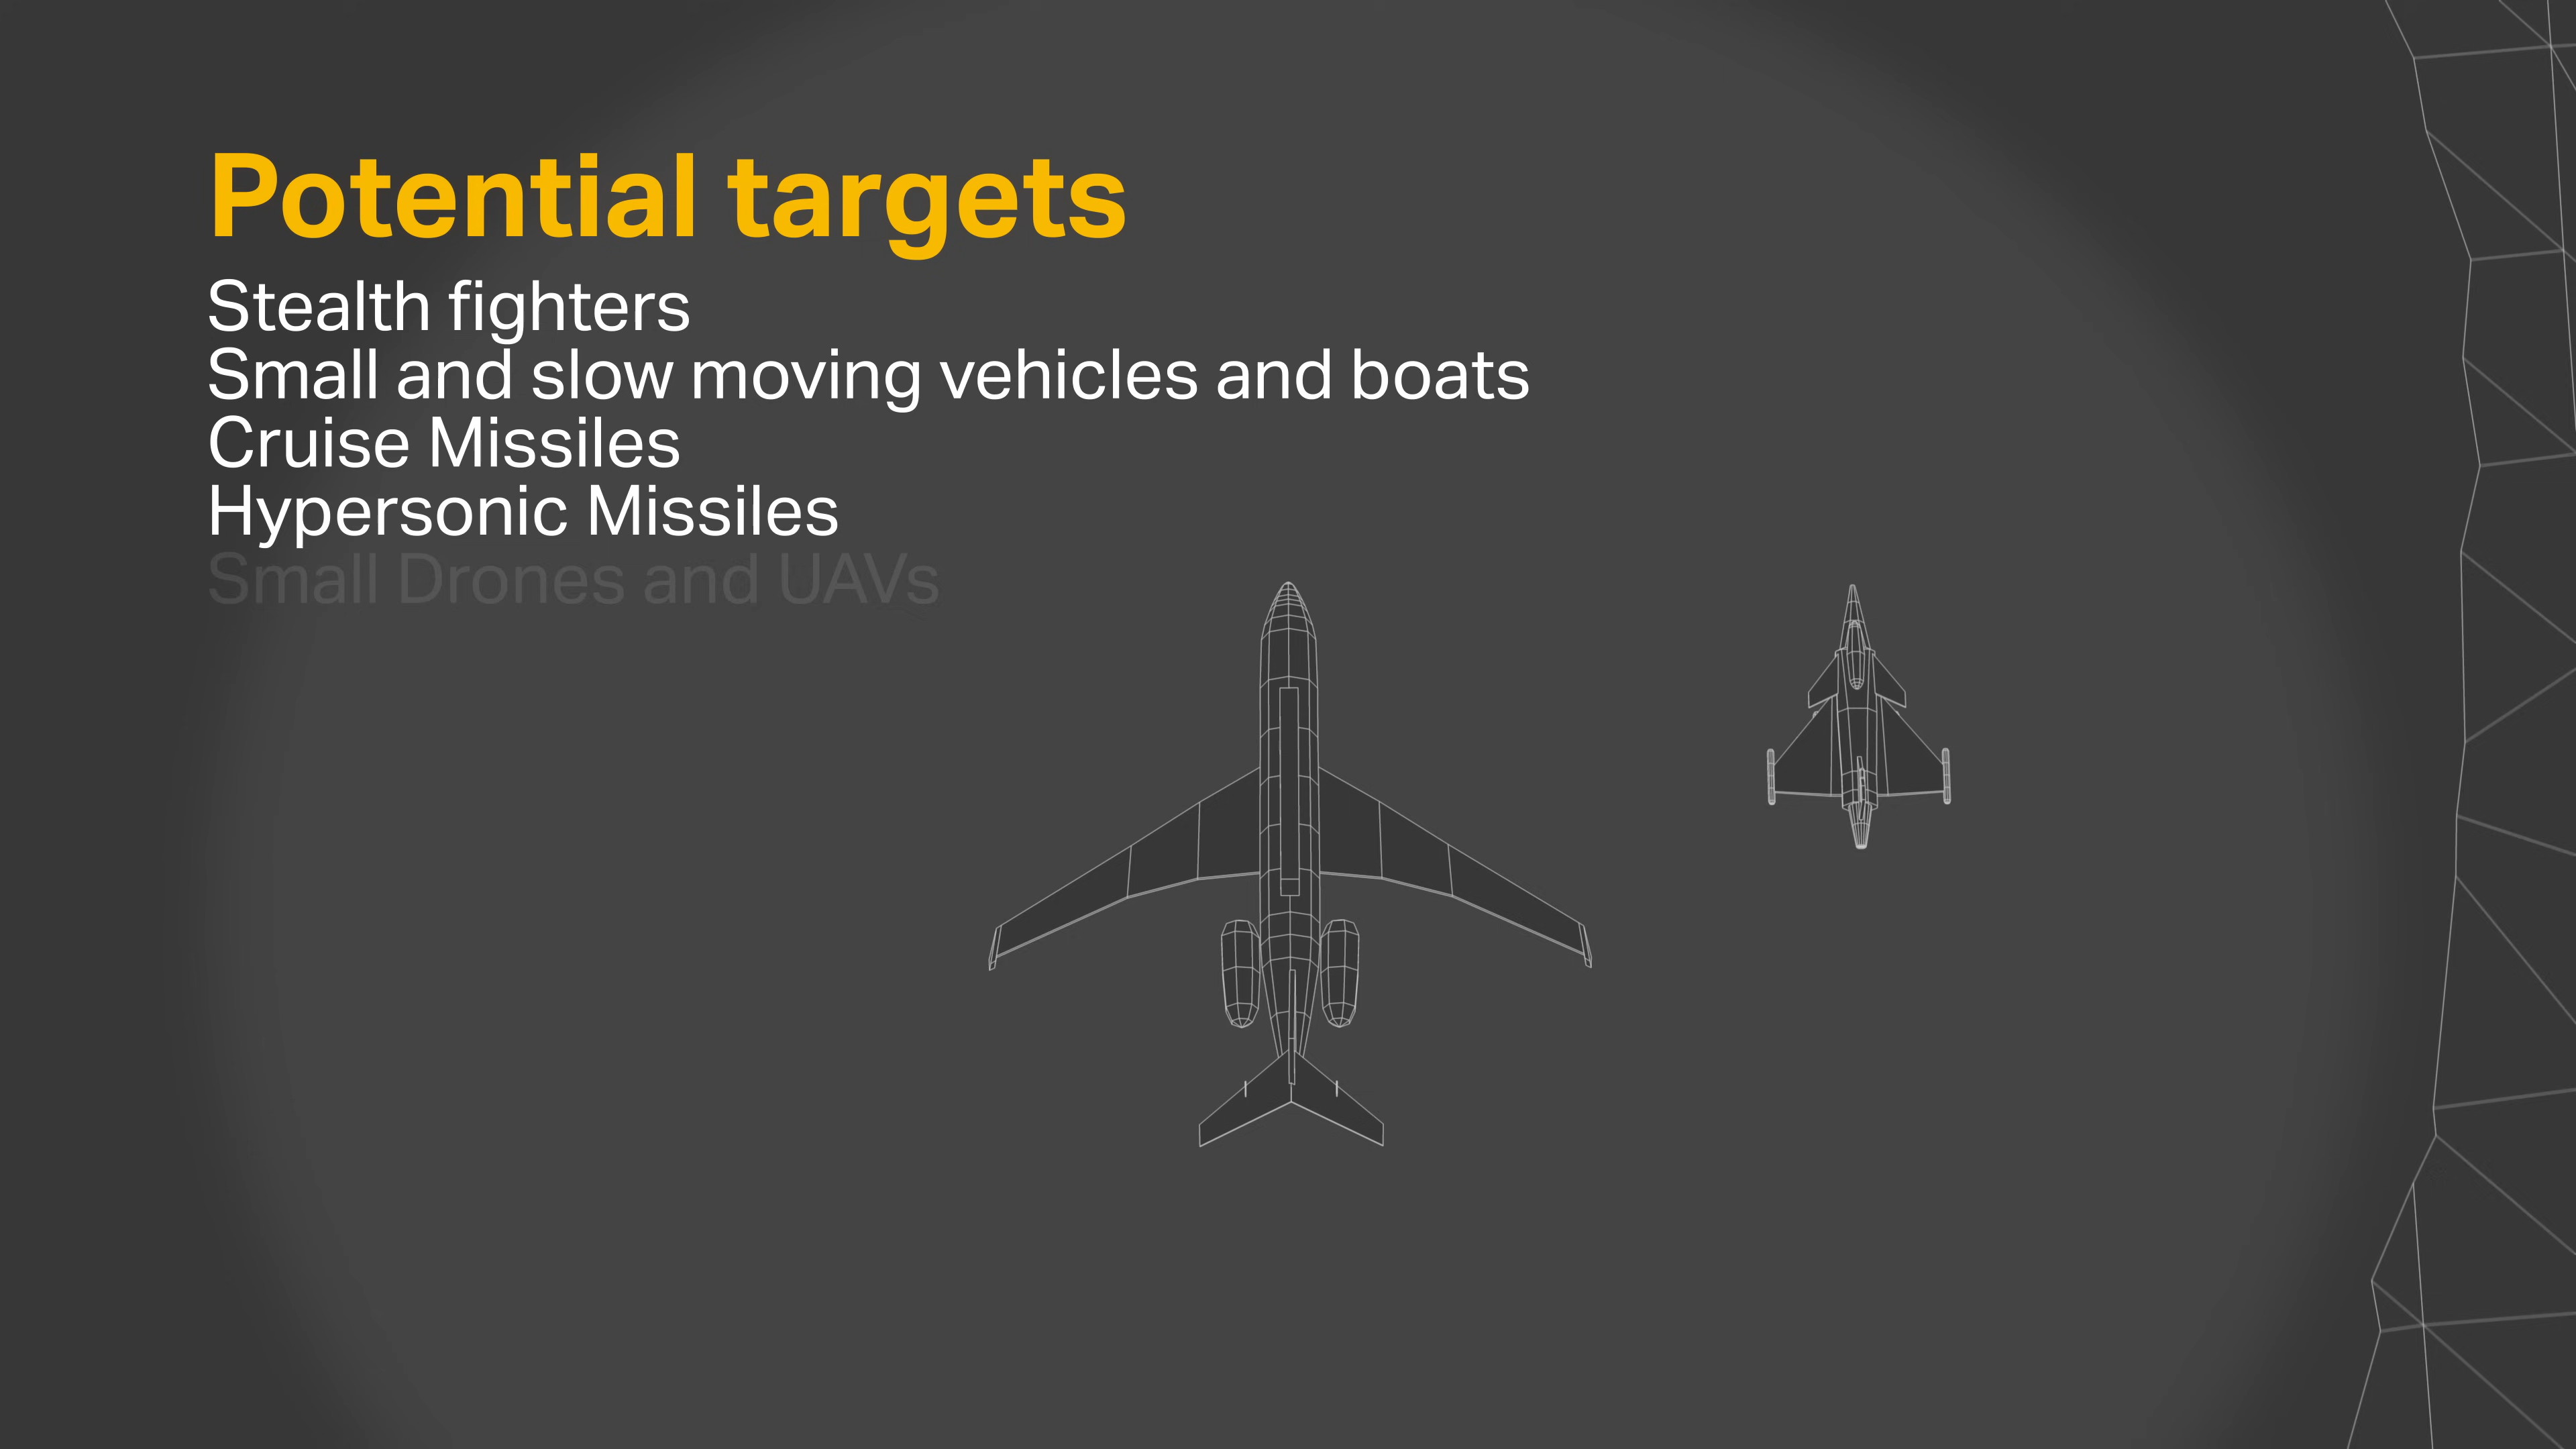 Potential targets
Stealth fighters
Small and slow moving vehicles and boats
Cruise Missiles
Hypersonic Missiles
Small Drones and UAVs